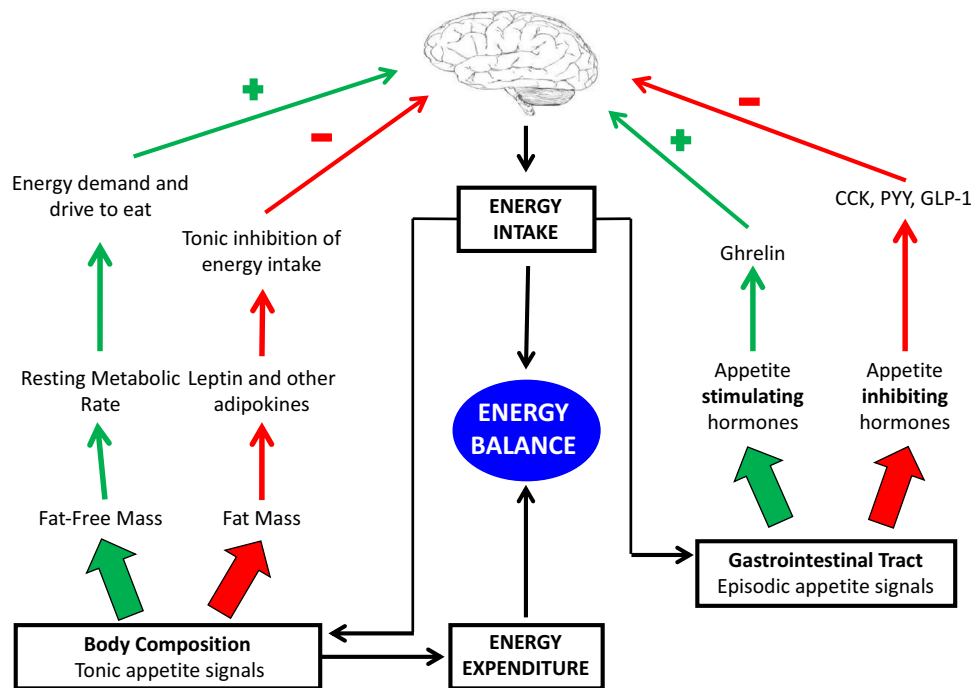 +
−
−
+
Energy demand and
drive to eat
Tonic inhibition of
energy intake
ENERGY
INTAKE
CCK, PYY, GLP-1
Ghrelin
Resting Metabolic
Rate
Leptin and other
adipokines
ENERGY
BALANCE
Appetite
stimulating
hormones
Appetite
inhibiting
hormones
Fat-Free Mass
Fat Mass
Gastrointestinal Tract
Episodic appetite signals
Body Composition
Tonic appetite signals
ENERGY
EXPENDITURE